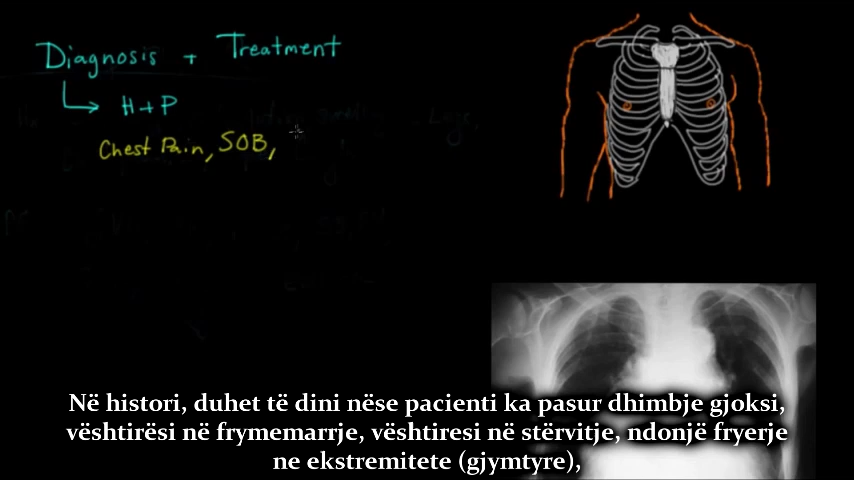 Diagnosis + Treatment
H+P
Chest Pain, SOB,
Në histori, duhet të dini nëse pacienti ka pasur dhimbje gjoksi,
vështirësi në frymemarrje, vështiresi në stërvitje, ndonjë fryerje
ne ekstremitete (gjymtyre),